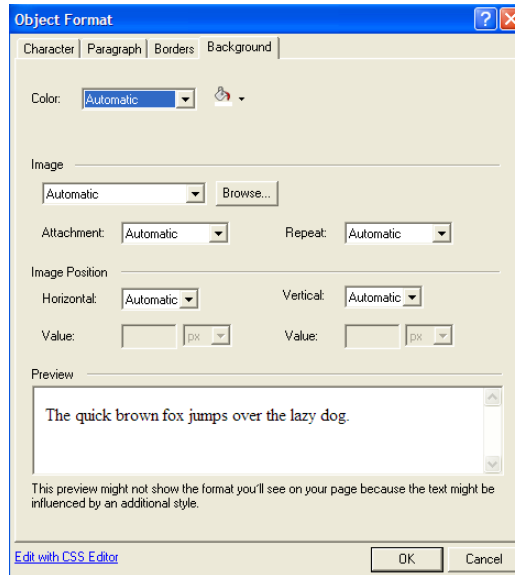 Object Format
Character Paragraph Borders Background
Color: Automatic
Image
Automatic Browse...
Attachment: Automatic Repeat: Automatic
Image Position
Horizontal: Automatic Vertical: Automatic
Value: px Value: px
Preview
The quick brown fox jumps over the lazy dog.
This preview might not show the format you'll see on your page because the text might be
influenced by an additional style.
Edit with CSS Editor OK Cancel